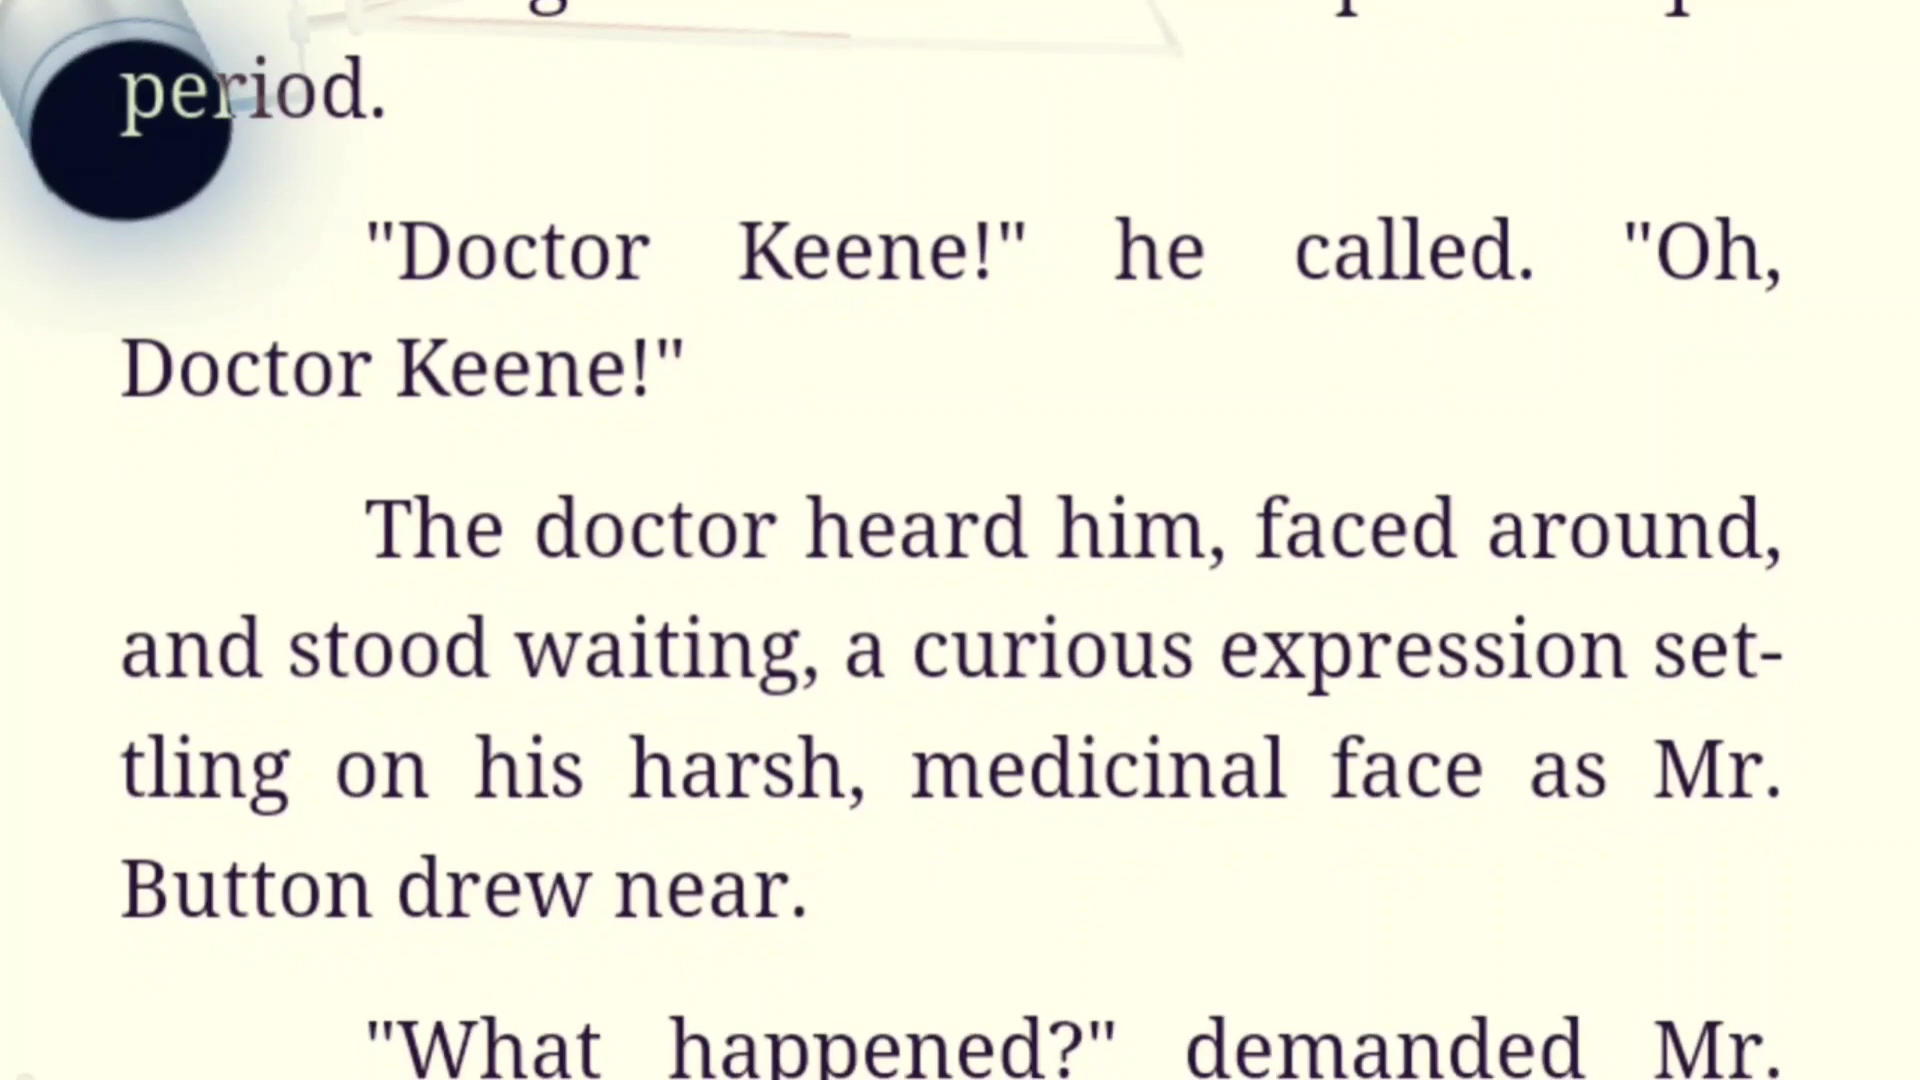 period.
"Doctor Keene!" he called. "Oh,
Doctor Keene!"
The doctor heard him, faced around,
and stood waiting, a curious expression set-
tling on his harsh, medicinal face as Mr.
Button drew near.
"What happened?" demanded Mr.